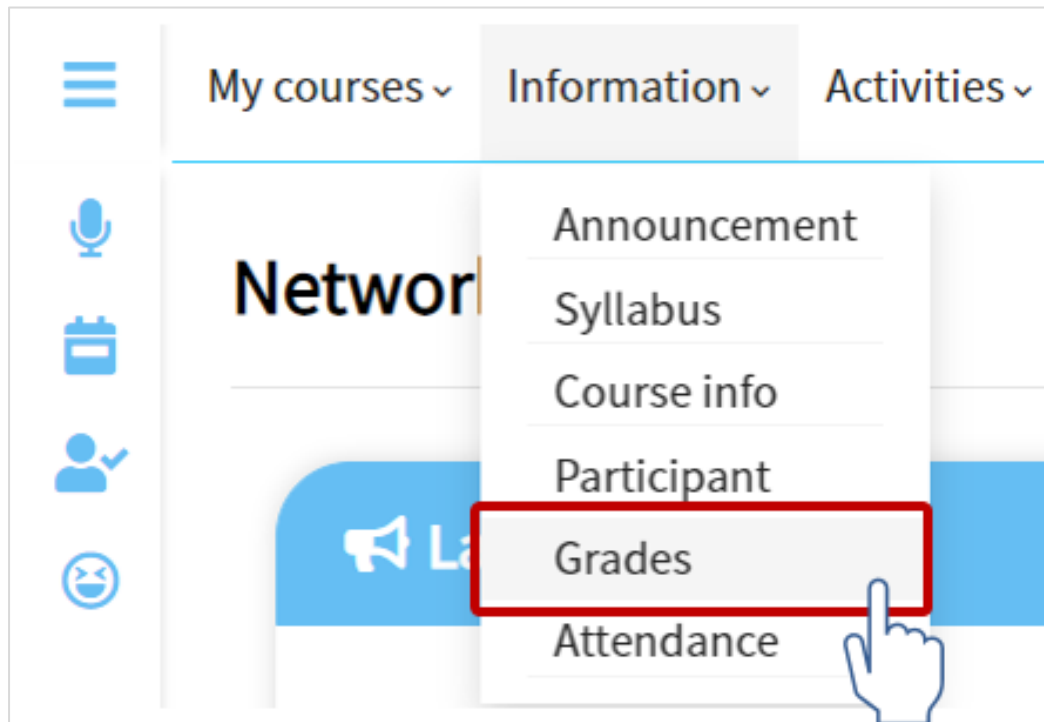 My courses Information Activities
Announcement
Syllabus
Course info
Participant
Grades
Attendance